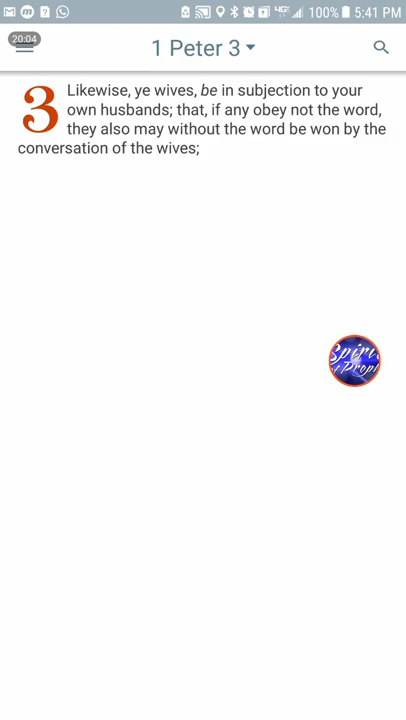 100% 5:41 PM
20:04
1 Peter 3
3 Likewise, ye wives, be in subjection to your
own husbands; that, if any obey not the word,
they also may without the word be won by the
conversation of the wives;